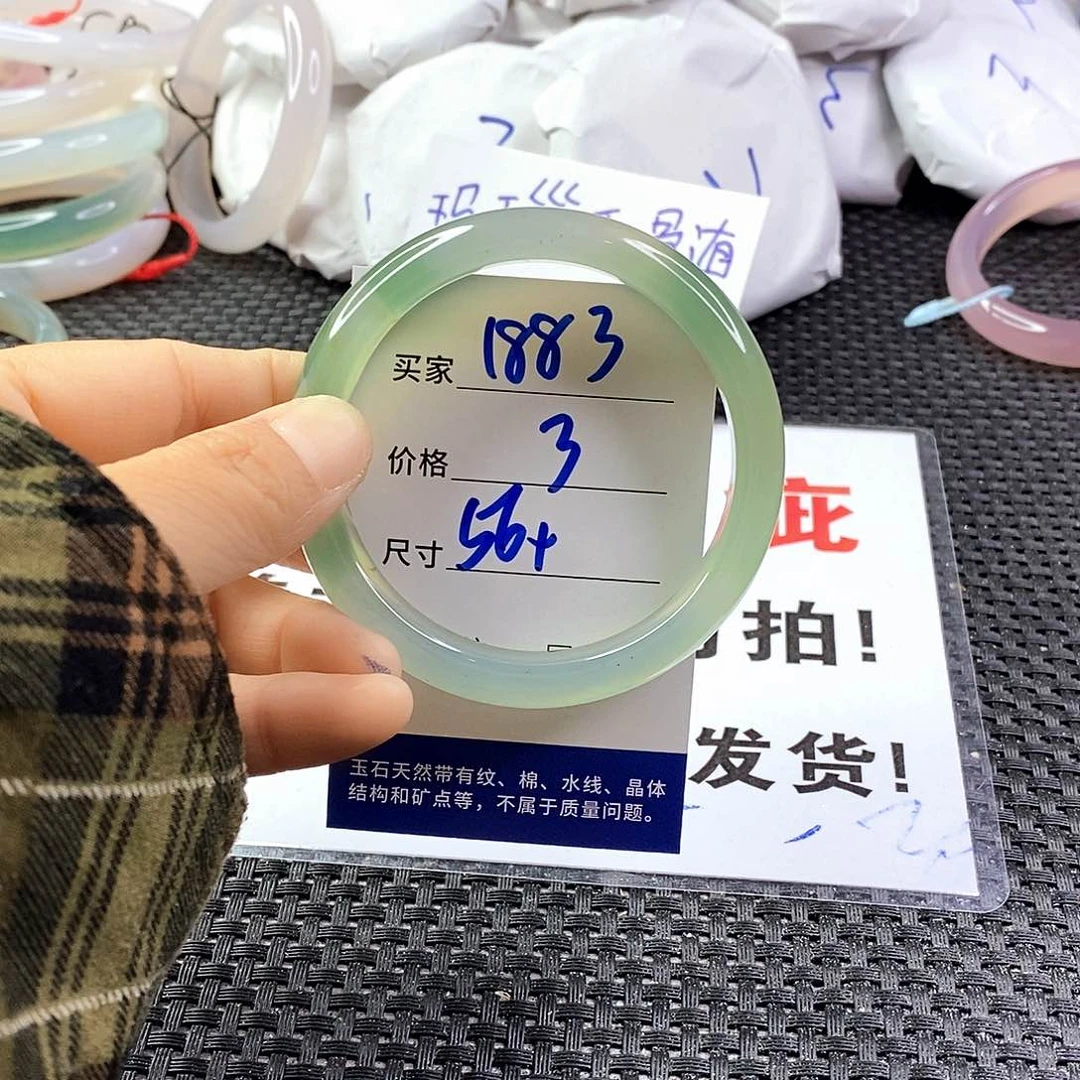 买家 1883
价格 3
尺寸 56+
玉石天然带有纹、棉、水线、晶体
结构和矿点等，不属于质量问题。
疵
拍！
发货！